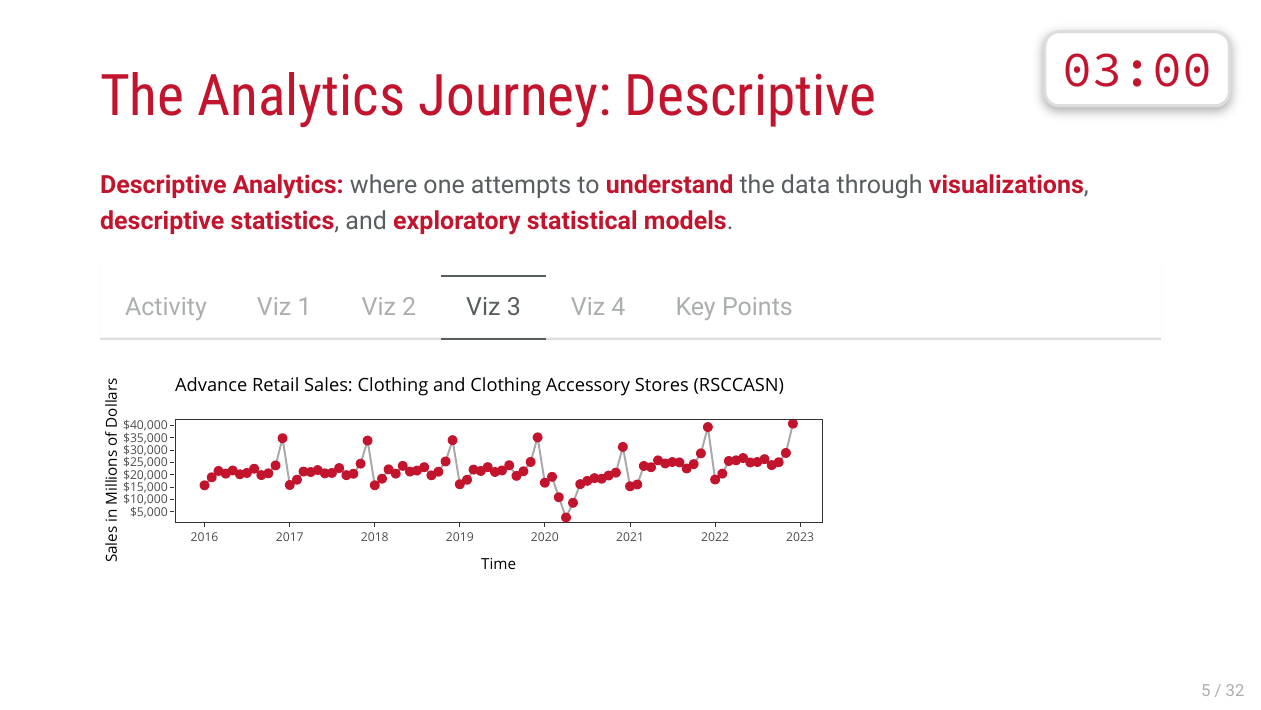 The Analytics Journey: Descriptive
03:00
Descriptive Analytics: where one attempts to understand the data through visualizations,
descriptive statistics, and exploratory statistical models.
Activity Viz 1 Viz 2 Viz 3 Viz 4 Key Points
Advance Retail Sales: Clothing and Clothing Accessory Stores (RSCCASN)
Sales in Millions of Dollars
$40,000
$35,000
$30,000
$25,000
$20,000
$15,000
$10,000
$5,000
2016 2017 2018 2019 2020 2021 2022 2023
Time
5 / 32